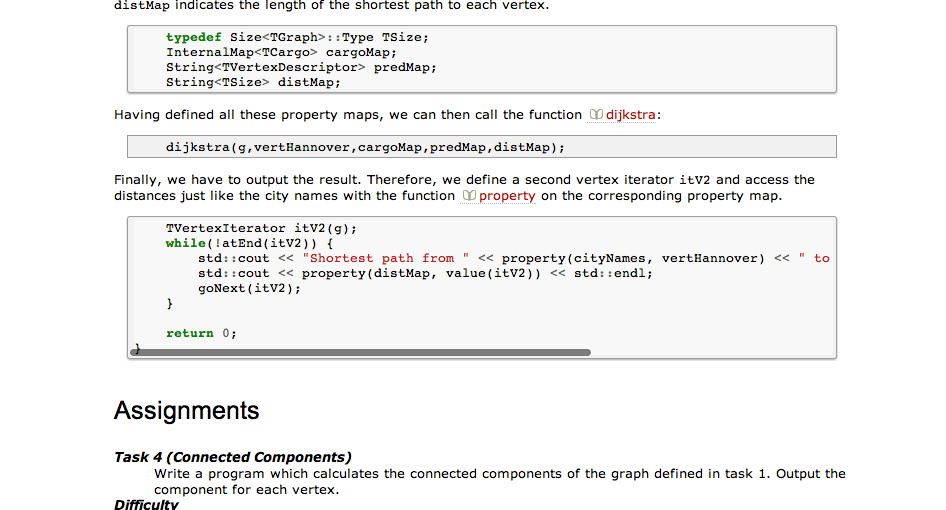 distMap indicates the length of the shortest path to each vertex.
typedef Size<TGraph>::Type TSize;
InternalMap<TCargo> cargoMap;
String<TVertexDescriptor> predMap;
String<TSize> distMap;
Having defined all these property maps, we can then call the function dijkstra:
dijkstra(g,vertHannover,cargoMap,predMap,distMap);
Finally, we have to output the result. Therefore, we define a second vertex iterator itV2 and access the
distances just like the city names with the function property on the corresponding property map.
TVertexIterator itV2(g);
while(!atEnd(itV2)) {
    std::cout << "Shortest path from " << property(cityNames, vertHannover) << " to
    std::cout << property(distMap, value(itV2)) << std::endl;
    goNext(itV2);
}
return 0;
}
Assignments
Task 4 (Connected Components)
Write a program which calculates the connected components of the graph defined in task 1. Output the
component for each vertex.
Difficulty